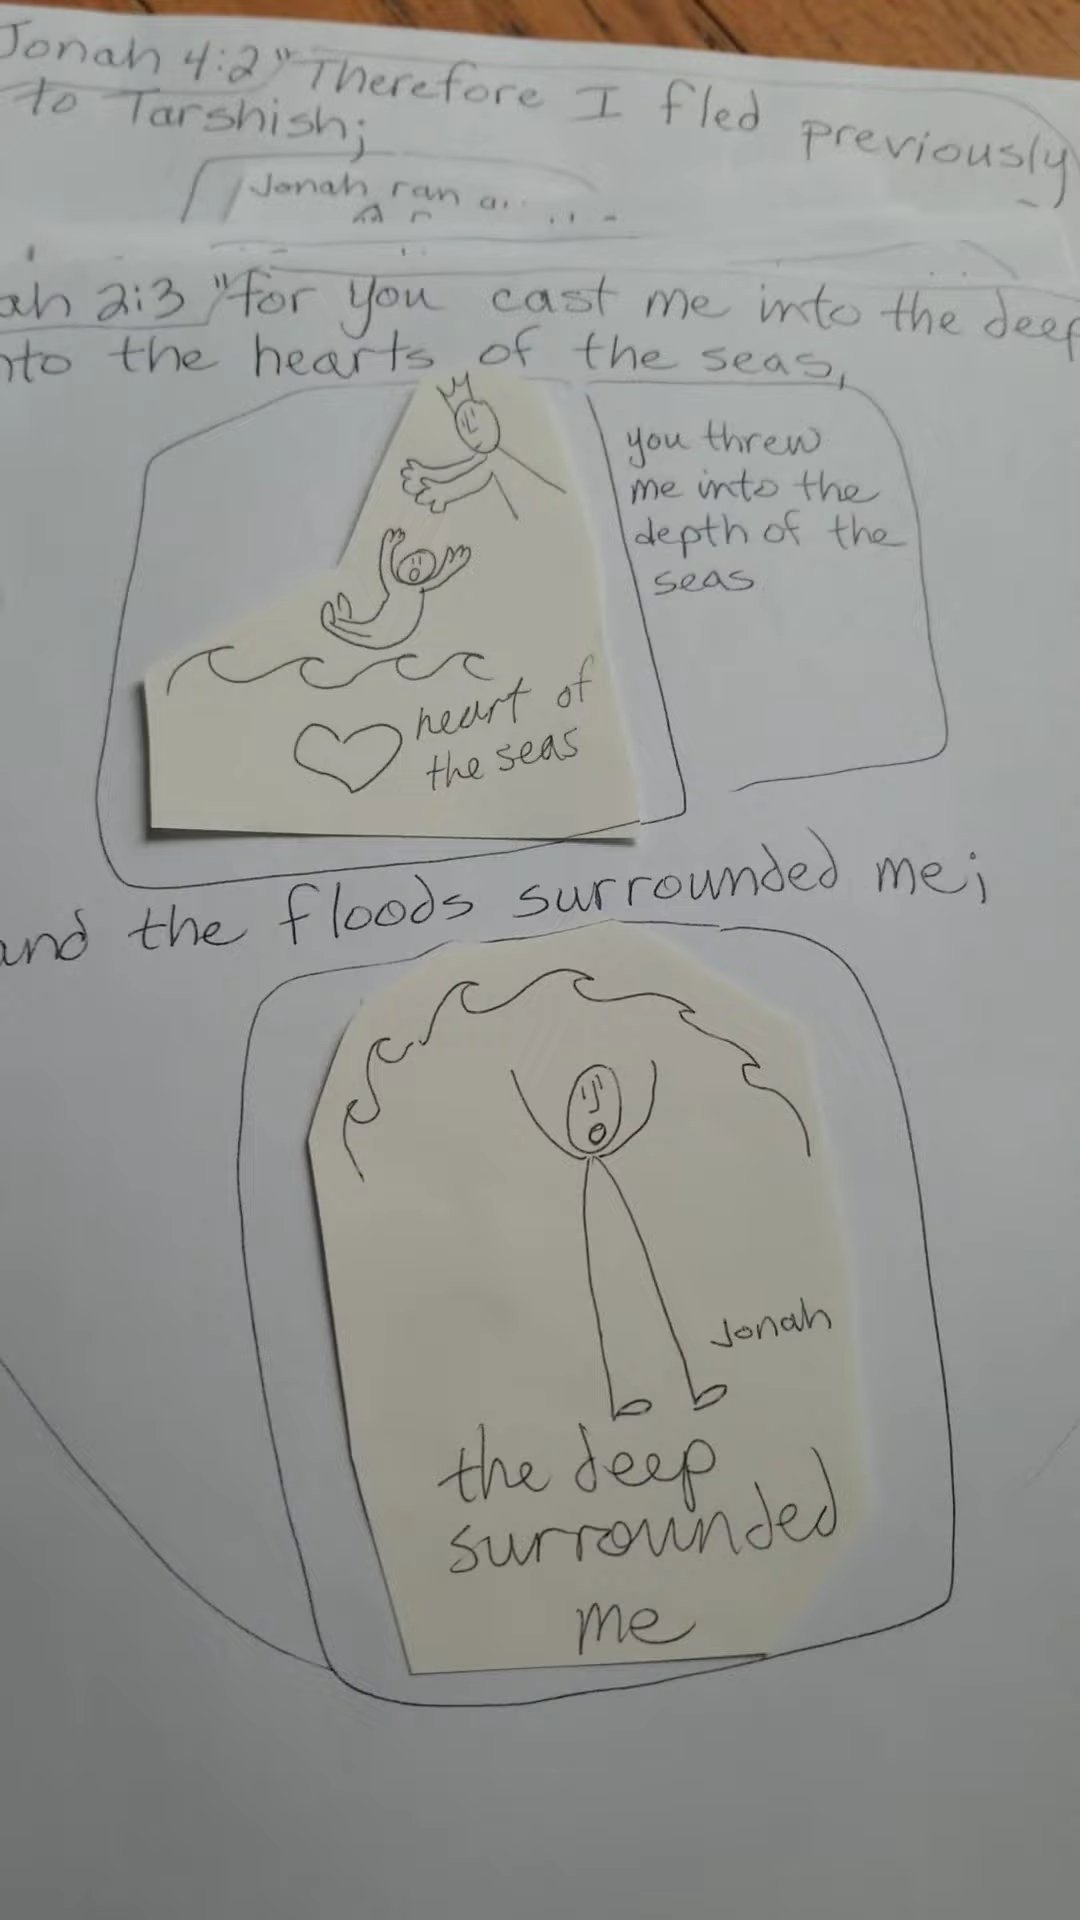 Jonah 4:2 "Therefore I fled previously
to Tarshish;
Jonah ran
ah 2:3 "for you cast me into the deep
nto the hearts of the seas,
you threw
me into the
depth of the
seas
heart of
the seas
and the floods surrounded me;
Jonah
the deep
surrounded
me